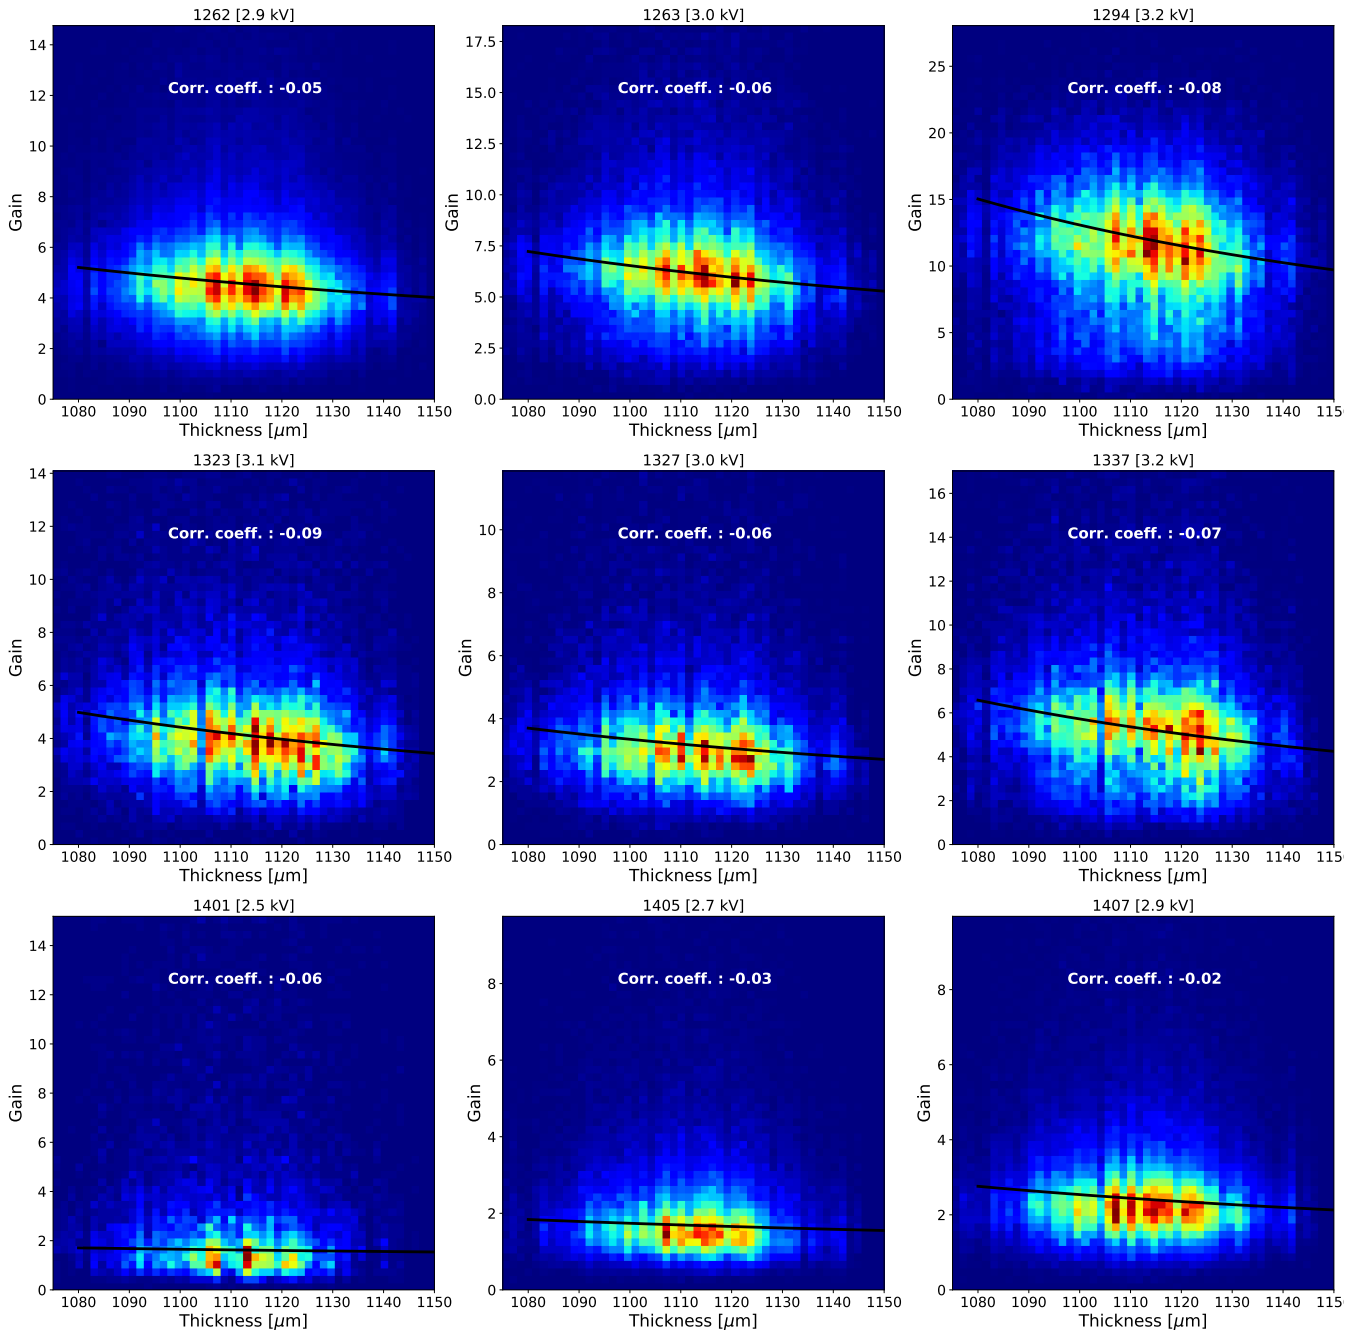 1262 [2.9 kV]
14
12
10
8
6
4
2
0
Gain
Corr. coeff. : -0.05
1080 1090 1100 1110 1120 1130 1140 1150
Thickness [μm]
1263 [3.0 kV]
17.5
15.0
12.5
10.0
7.5
5.0
2.5
0.0
Gain
Corr. coeff. : -0.06
1080 1090 1100 1110 1120 1130 1140 1150
Thickness [μm]
1294 [3.2 kV]
25
20
15
10
5
0
Gain
Corr. coeff. : -0.08
1080 1090 1100 1110 1120 1130 1140 115
Thickness [μm]
1323 [3.1 kV]
14
12
10
8
6
4
2
0
Gain
Corr. coeff. : -0.09
1080 1090 1100 1110 1120 1130 1140 1150
Thickness [μm]
1327 [3.0 kV]
10
8
6
4
2
0
Gain
Corr. coeff. : -0.06
1080 1090 1100 1110 1120 1130 1140 1150
Thickness [μm]
1337 [3.2 kV]
16
14
12
10
8
6
4
2
0
Gain
Corr. coeff. : -0.07
1080 1090 1100 1110 1120 1130 1140 115
Thickness [μm]
1401 [2.5 kV]
14
12
10
8
6
4
2
0
Gain
Corr. coeff. : -0.06
1080 1090 1100 1110 1120 1130 1140 1150
Thickness [μm]
1405 [2.7 kV]
8
6
4
2
0
Gain
Corr. coeff. : -0.03
1080 1090 1100 1110 1120 1130 1140 1150
Thickness [μm]
1407 [2.9 kV]
8
6
4
2
0
Gain
Corr. coeff. : -0.02
1080 1090 1100 1110 1120 1130 1140 115
Thickness [μm]